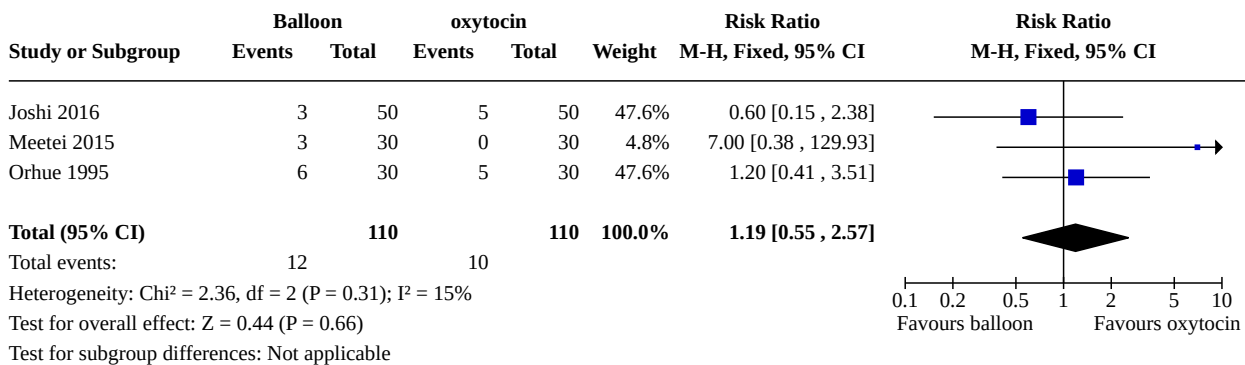 Balloon oxytocin Risk Ratio Risk Ratio
Study or Subgroup Events Total Events Total Weight M-H, Fixed, 95% CI M-H, Fixed, 95% CI
Joshi 2016 3 50 5 50 47.6% 0.60 [0.15 , 2.38]
Meetei 2015 3 30 0 30 4.8% 7.00 [0.38 , 129.93]
Orhue 1995 6 30 5 30 47.6% 1.20 [0.41 , 3.51]
Total (95% CI) 110 110 100.0% 1.19 [0.55 , 2.57]
Total events: 12 10
Heterogeneity: Chi² = 2.36, df = 2 (P = 0.31); I² = 15%
Test for overall effect: Z = 0.44 (P = 0.66)
Test for subgroup differences: Not applicable
0.1 0.2 0.5 1 2 5 10
Favours balloon Favours oxytocin